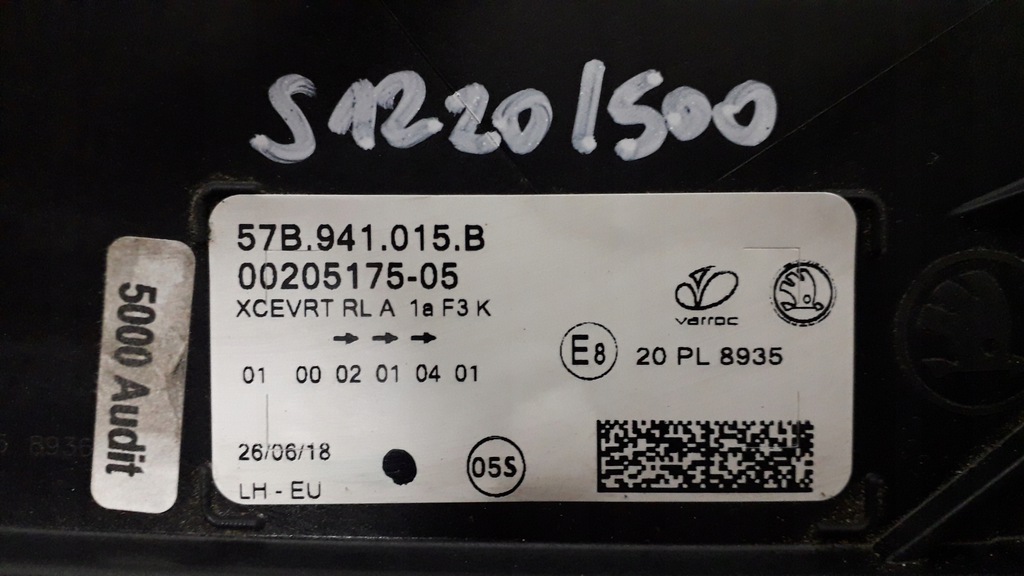 S1220/500
57B.941.015.B
00205175-05
XCEVRT RL A 1a F3 K
01 00 02 01 04 01
varroc
E8 20 PL 8935
26/06/18
05S
LH - EU
5000 Audit